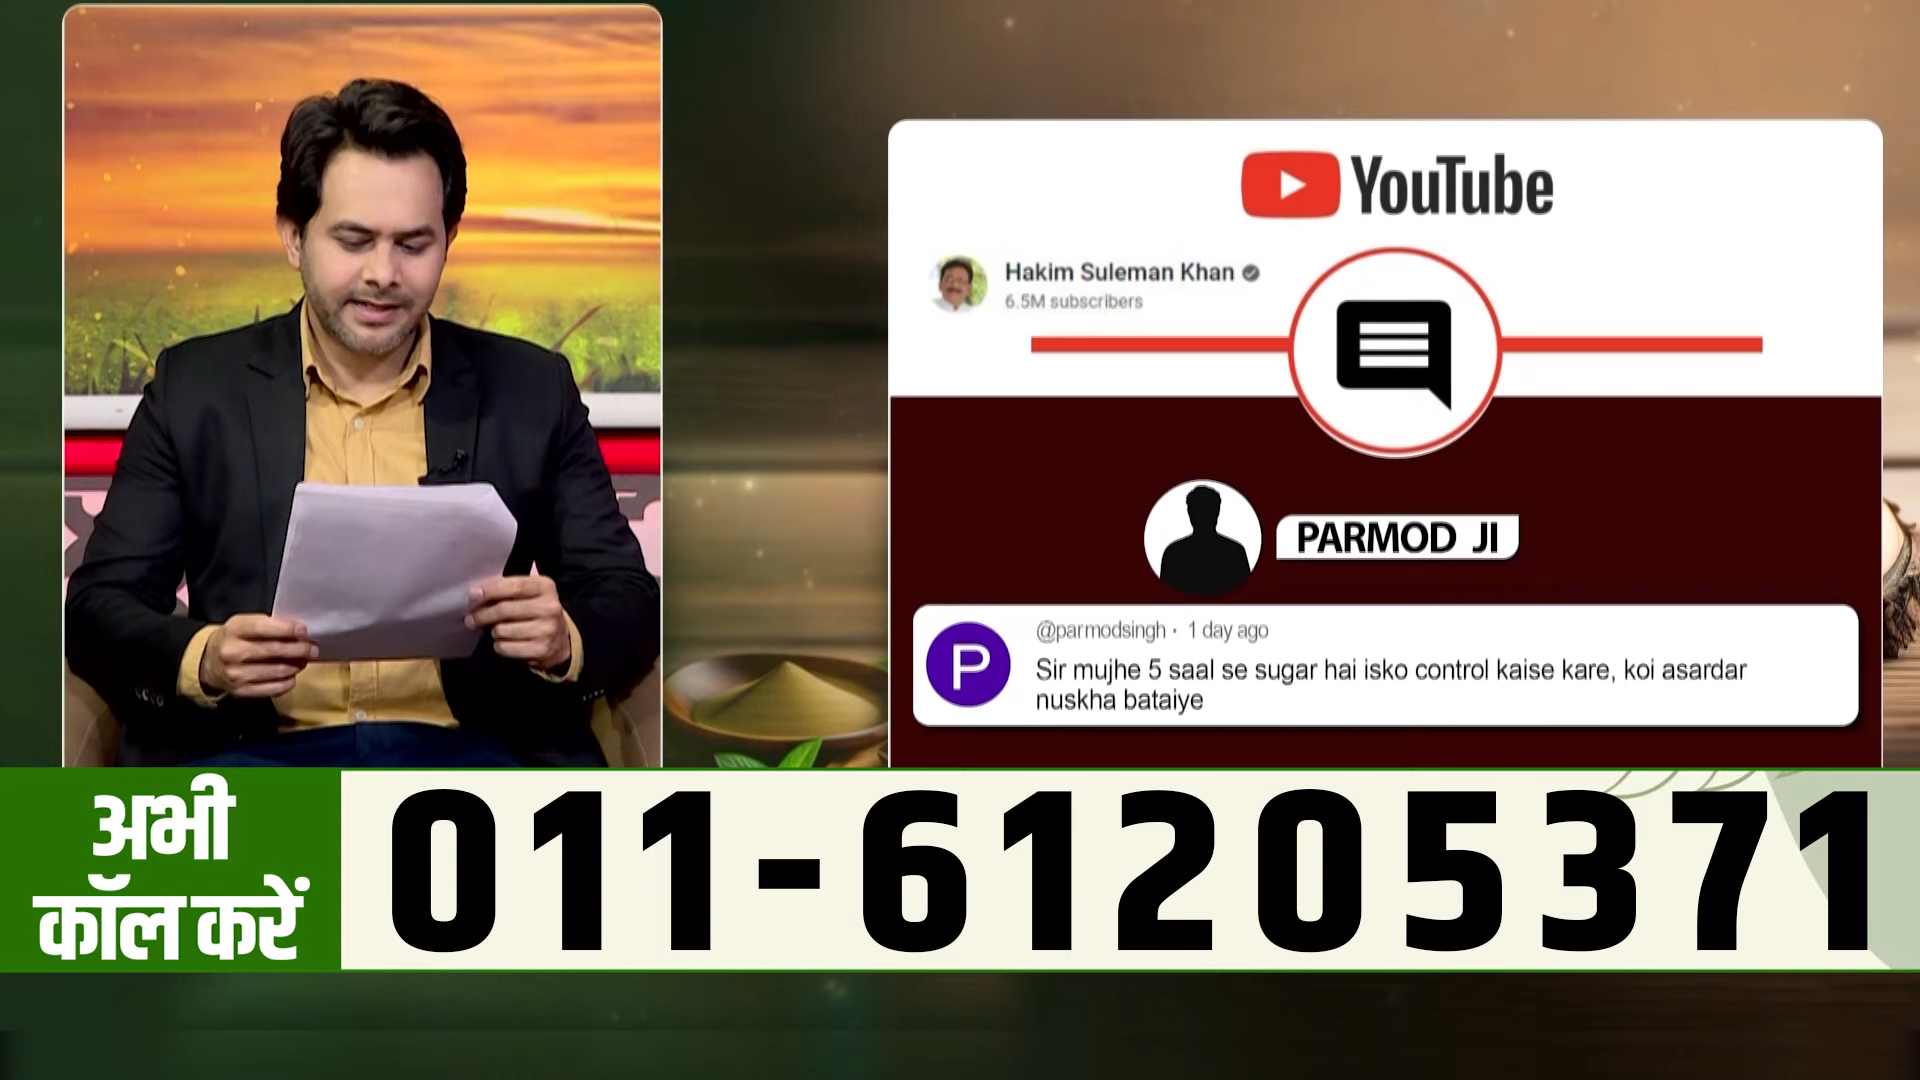 YouTube
Hakim Suleman Khan
6.5M subscribers
PARMOD JI
P
@parmodsingh · 1 day ago
Sir mujhe 5 saal se sugar hai isko control kaise kare, koi asardar
nuskha bataiye
अभी
कॉल करें
011-61205371